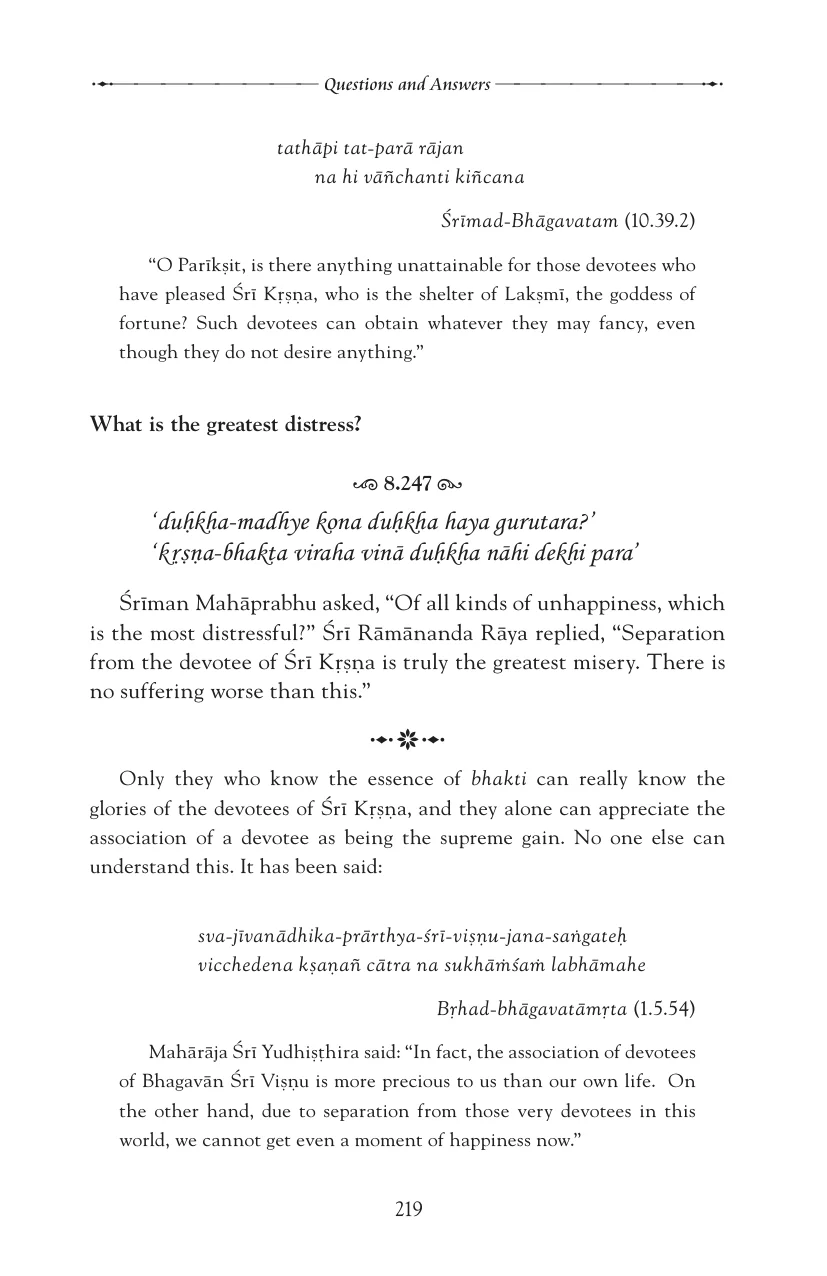 Questions and Answers
tathāpi tat-parā rājan
na hi vāñchanti kiñcana
Śrīmad-Bhāgavatam (10.39.2)
“O Parīkṣit, is there anything unattainable for those devotees who
have pleased Śrī Kṛṣṇa, who is the shelter of Lakṣmī, the goddess of
fortune? Such devotees can obtain whatever they may fancy, even
though they do not desire anything.”
What is the greatest distress?
8.247
‘duḥkha-madhye kona duḥkha haya gurutara?’
‘kṛṣṇa-bhakta viraha vinā duḥkha nāhi dekhi para’
Śrīman Mahāprabhu asked, “Of all kinds of unhappiness, which
is the most distressful?” Śrī Rāmānanda Rāya replied, “Separation
from the devotee of Śrī Kṛṣṇa is truly the greatest misery. There is
no suffering worse than this.”
Only they who know the essence of bhakti can really know the
glories of the devotees of Śrī Kṛṣṇa, and they alone can appreciate the
association of a devotee as being the supreme gain. No one else can
understand this. It has been said:
sva-jīvanādhika-prārthya-śrī-viṣṇu-jana-saṅgateḥ
vicchedena kṣaṇañ cātra na sukhāṁśaṁ labhāmahe
Bṛhad-bhāgavatāmṛta (1.5.54)
Mahārāja Śrī Yudhiṣṭhira said: “In fact, the association of devotees
of Bhagavān Śrī Viṣṇu is more precious to us than our own life. On
the other hand, due to separation from those very devotees in this
world, we cannot get even a moment of happiness now.”
219